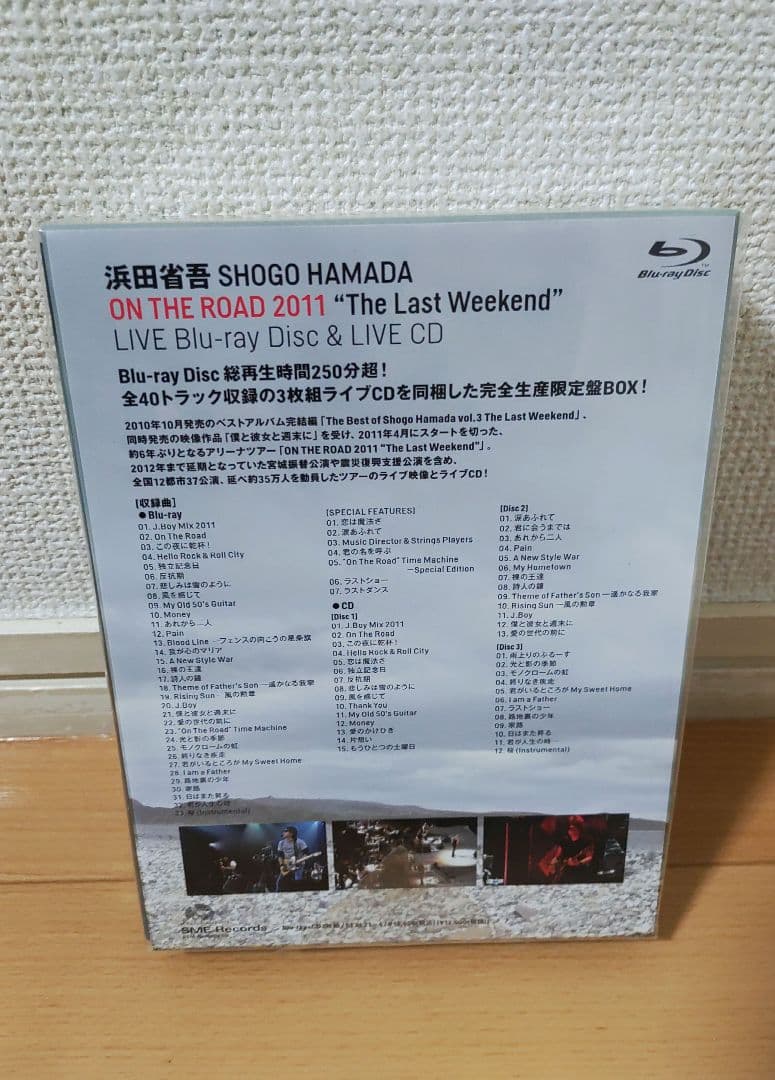 Blu-ray Disc
浜田省吾 SHOGO HAMADA
ON THE ROAD 2011 “The Last Weekend”
LIVE Blu-ray Disc & LIVE CD
Blu-ray Disc 総再生時間250分超！
全40トラック収録の3枚組ライブCDを同梱した完全生産限定盤BOX！
2010年10月発売のベストアルバム完結編「The Best of Shogo Hamada vol.3 The Last Weekend」、
同時発売の映像作品「僕と彼女と週末に」を受け、2011年4月にスタートを切った、
約6年ぶりとなるアリーナツアー「ON THE ROAD 2011 "The Last Weekend"」。
2012年まで延期となっていた宮城振替公演や震災復興支援公演を含め、
全国12都市37公演、延べ約35万人を動員したツアーのライブ映像とライブCD！
[収録曲]
●Blu-ray
01. J.Boy Mix 2011
02. On The Road
03. この夜に乾杯！
04. Hello Rock & Roll City
05. 独立記念日
06. 反抗期
07. 悲しみは雪のように
08. 風を感じて
09. My Old 50's Guitar
10. Money
11. あれから二人
12. Pain
13. Blood Line —フェンスの向こうの星条旗
14. 我が心のマリア
15. A New Style War
16. 裸の王達
17. 詩人の鐘
18. Theme of Father's Son —遥かなる我家
19. Rising Sun —風の勲章
20. J.Boy
21. 僕と彼女と週末に
22. 愛の世代の前に
23. "On The Road" Time Machine
24. 光と影の季節
25. モノクロームの虹
26. 終りなき疾走
27. 君がいるところが My Sweet Home
28. I am a Father
29. 路地裏の少年
30. 家路
31. 日はまた昇る
32. 君が人生の時…
33. 桜 (Instrumental)
[SPECIAL FEATURES]
01. 恋は魔法さ
02. 涙あふれて
03. Music Director & Strings Players
04. 君の名を呼ぶ
05. "On The Road" Time Machine
—Special Edition
06. ラストショー
07. ラストダンス
●CD
[Disc 1]
01. J.Boy Mix 2011
02. On The Road
03. この夜に乾杯！
04. Hello Rock & Roll City
05. 恋は魔法さ
06. 独立記念日
07. 反抗期
08. 悲しみは雪のように
09. 風を感じて
10. Thank You
11. My Old 50's Guitar
12. Money
13. 愛のかけひき
14. 片想い
15. もうひとつの土曜日
[Disc 2]
01. 涙あふれて
02. 君に会うまでは
03. あれから二人
04. Pain
05. A New Style War
06. My Hometown
07. 裸の王達
08. 詩人の鐘
09. Theme of Father's Son —遥かなる我家
10. Rising Sun —風の勲章
11. J.Boy
12. 僕と彼女と週末に
13. 愛の世代の前に
[Disc 3]
01. 雨上りのぶるーす
02. 光と影の季節
03. モノクロームの虹
04. 終りなき疾走
05. 君がいるところが My Sweet Home
06. I am a Father
07. ラストショー
08. 路地裏の少年
09. 家路
10. 日はまた昇る
11. 君が人生の時…
12. 桜 (Instrumental)
SME Records